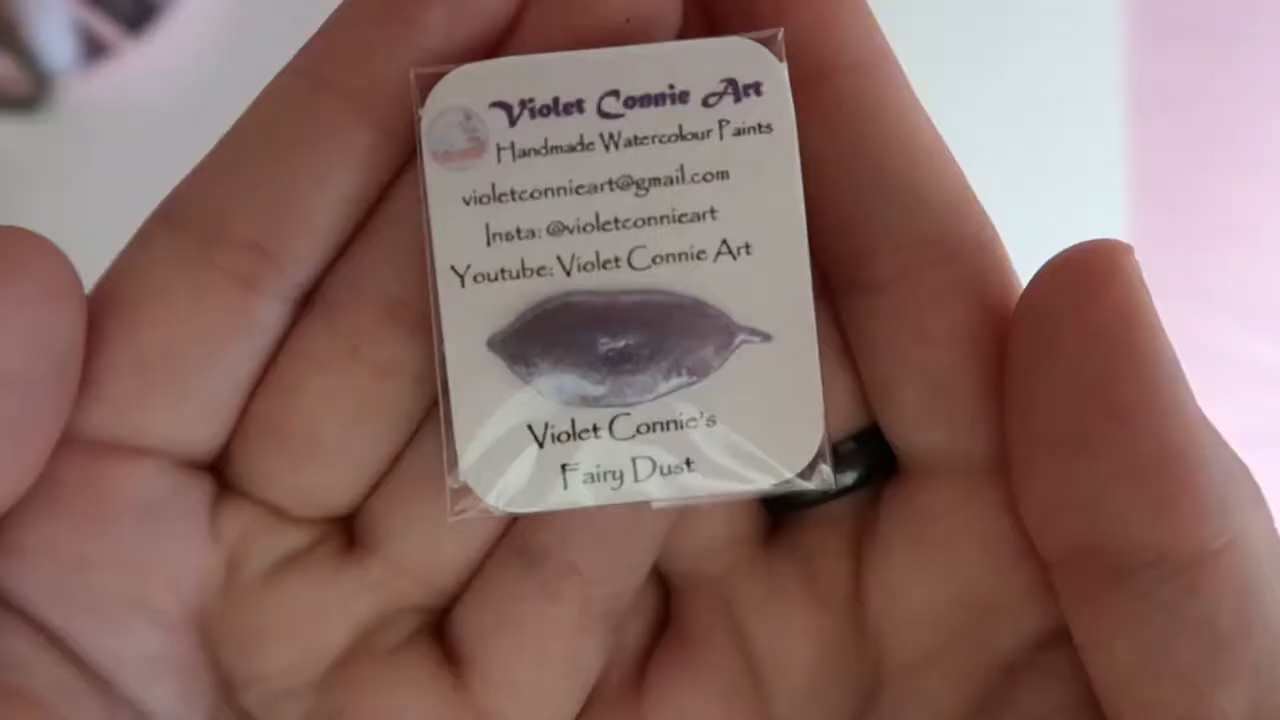 Violet Connie Art
Handmade Watercolour Paints
violetconnieart@gmail.com
Insta: @violetconnieart
Youtube: Violet Connie Art
Violet Connie's
Fairy Dust